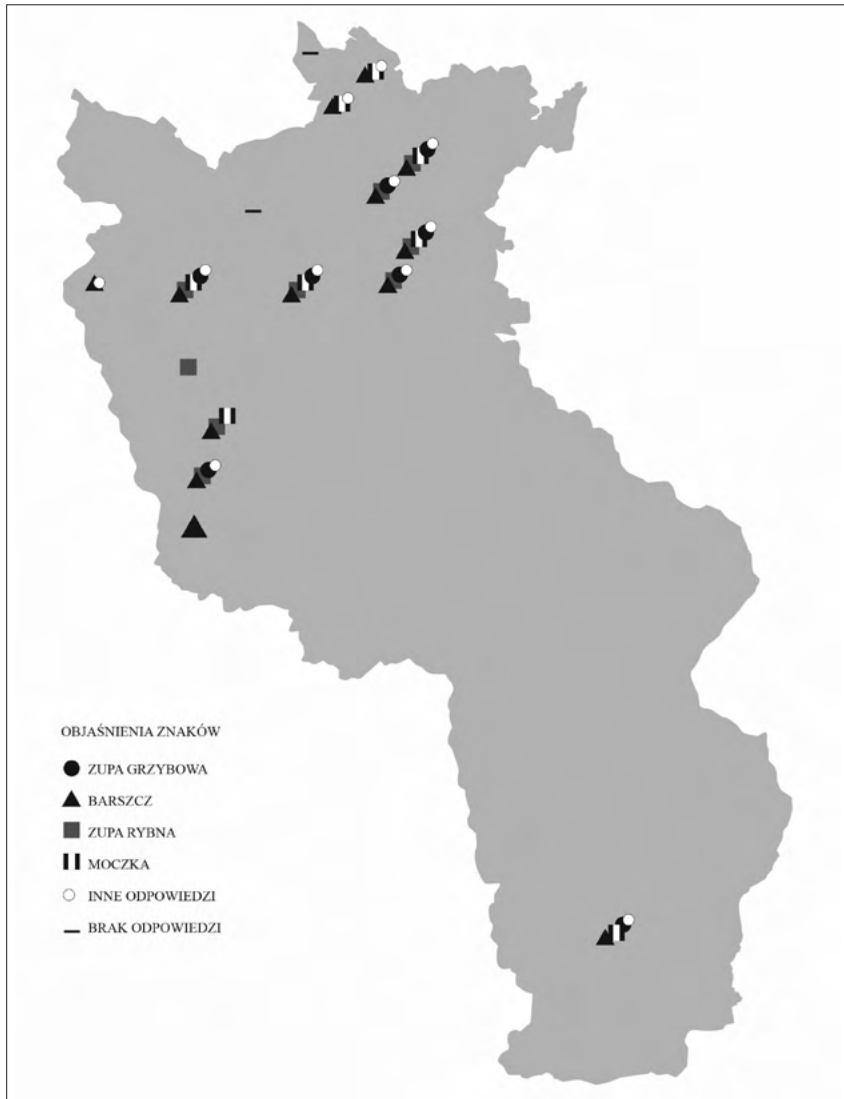 OBJAŚNIENIA ZNAKÓW
ZUPA GRZYBOWA
BARSZCZ
ZUPA RYBNA
MOCZKA
INNE ODPOWIEDZI
BRAK ODPOWIEDZI